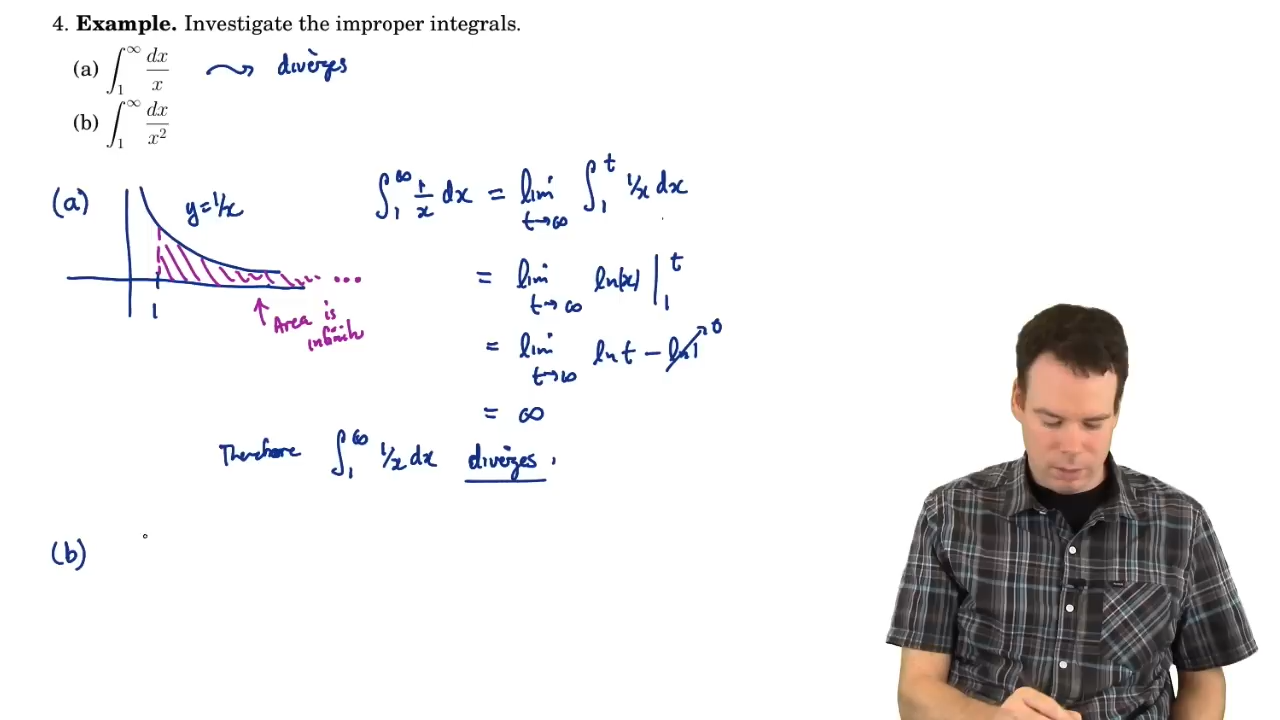 4. Example. Investigate the improper integrals.
(a) ∫₁^∞ dx/x ⤳ diverges
(b) ∫₁^∞ dx/x²
(a) y=1/x
1
↑ Area is
infinite
...
∫₁^∞ 1/x dx = lim t→∞ ∫₁^t 1/x dx
= lim t→∞ ln|x| |₁^t
= lim t→∞ ln t − ln 1 ↗ 0
= ∞
Therefore ∫₁^∞ 1/x dx diverges.
(b)